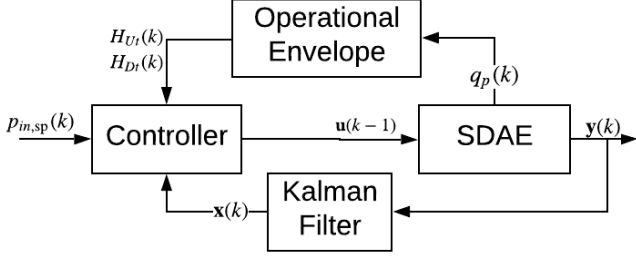 Operational
Envelope
H_{Ut}(k)
H_{Dt}(k)
q_p(k)
p_{in,sp}(k)
Controller
u(k − 1)
SDAE
y(k)
Kalman
Filter
x(k)